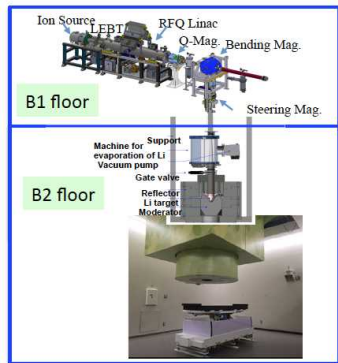 Ion Source
LEBT
RFQ Linac
Q-Mag.
Bending Mag.
Steering Mag.
B1 floor
B2 floor
Support
Machine for
evaporation of Li
Vacuum pump
Gate valve
Reflector
Li target
Moderator